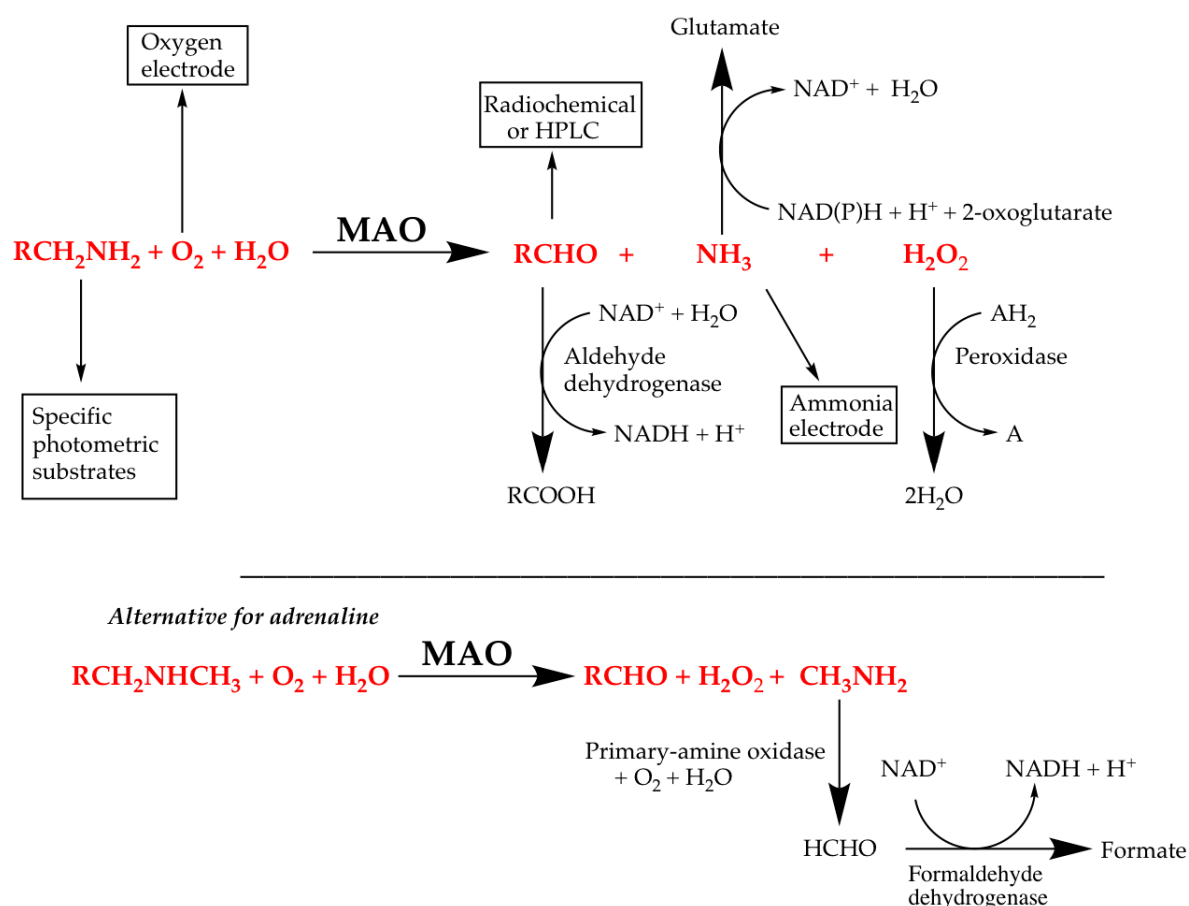 Glutamate
Oxygen
electrode
NAD⁺ + H₂O
Radiochemical
or HPLC
NAD(P)H + H⁺ + 2-oxoglutarate
RCH₂NH₂ + O₂ + H₂O
MAO
RCHO + NH₃ + H₂O₂
NAD⁺ + H₂O
Aldehyde
dehydrogenase
NADH + H⁺
RCOOH
AH₂
Peroxidase
A
2H₂O
Ammonia
electrode
Specific
photometric
substrates
Alternative for adrenaline
RCH₂NHCH₃ + O₂ + H₂O
MAO
RCHO + H₂O₂ + CH₃NH₂
Primary-amine oxidase
+ O₂ + H₂O
NAD⁺
NADH + H⁺
HCHO
Formate
Formaldehyde
dehydrogenase